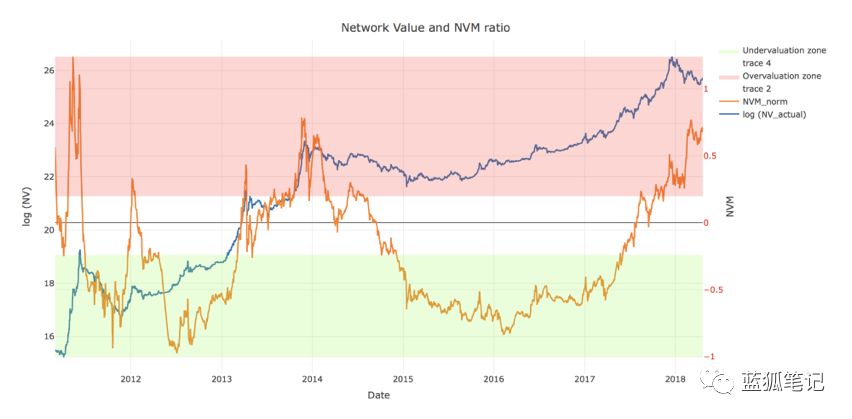 Network Value and NVM ratio
Undervaluation zone
trace 4
Overvaluation zone
trace 2
NVM_norm
log (NV_actual)
26
24
22
20
18
16
log (NV)
1
0.5
0
−0.5
−1
NVM
2012
2013
2014
2015
2016
2017
2018
Date
蓝狐笔记